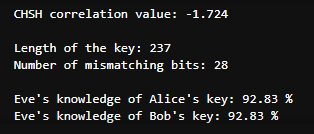 CHSH correlation value: -1.724
Length of the key: 237
Number of mismatching bits: 28
Eve's knowledge of Alice's key: 92.83 %
Eve's knowledge of Bob's key: 92.83 %